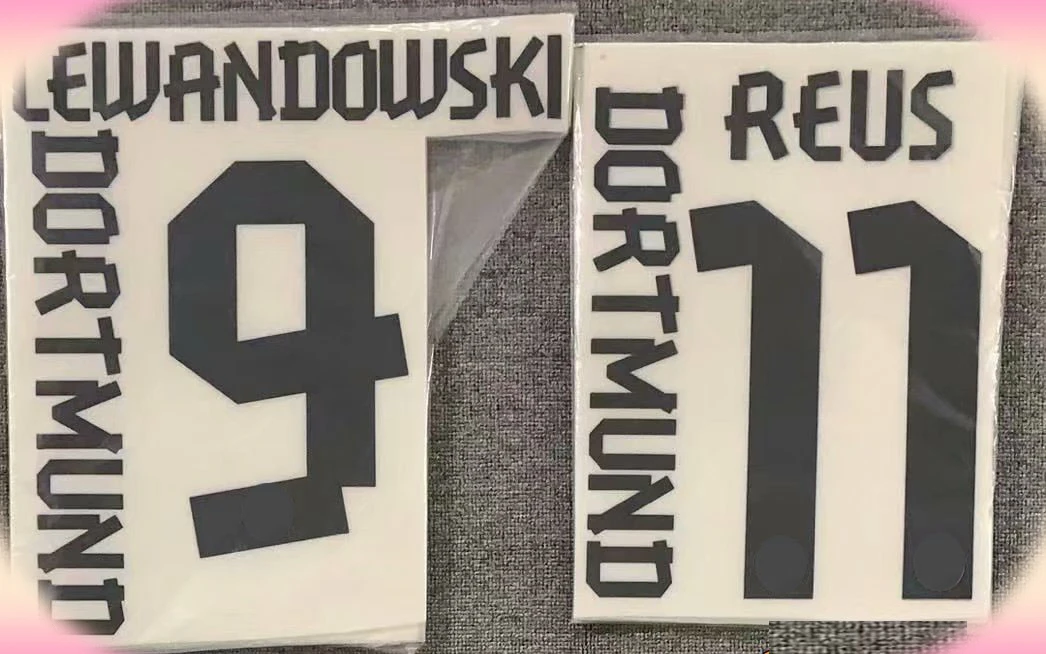 LEWANDOWSKI
DORTMUND
9
REUS
DORTMUND
11